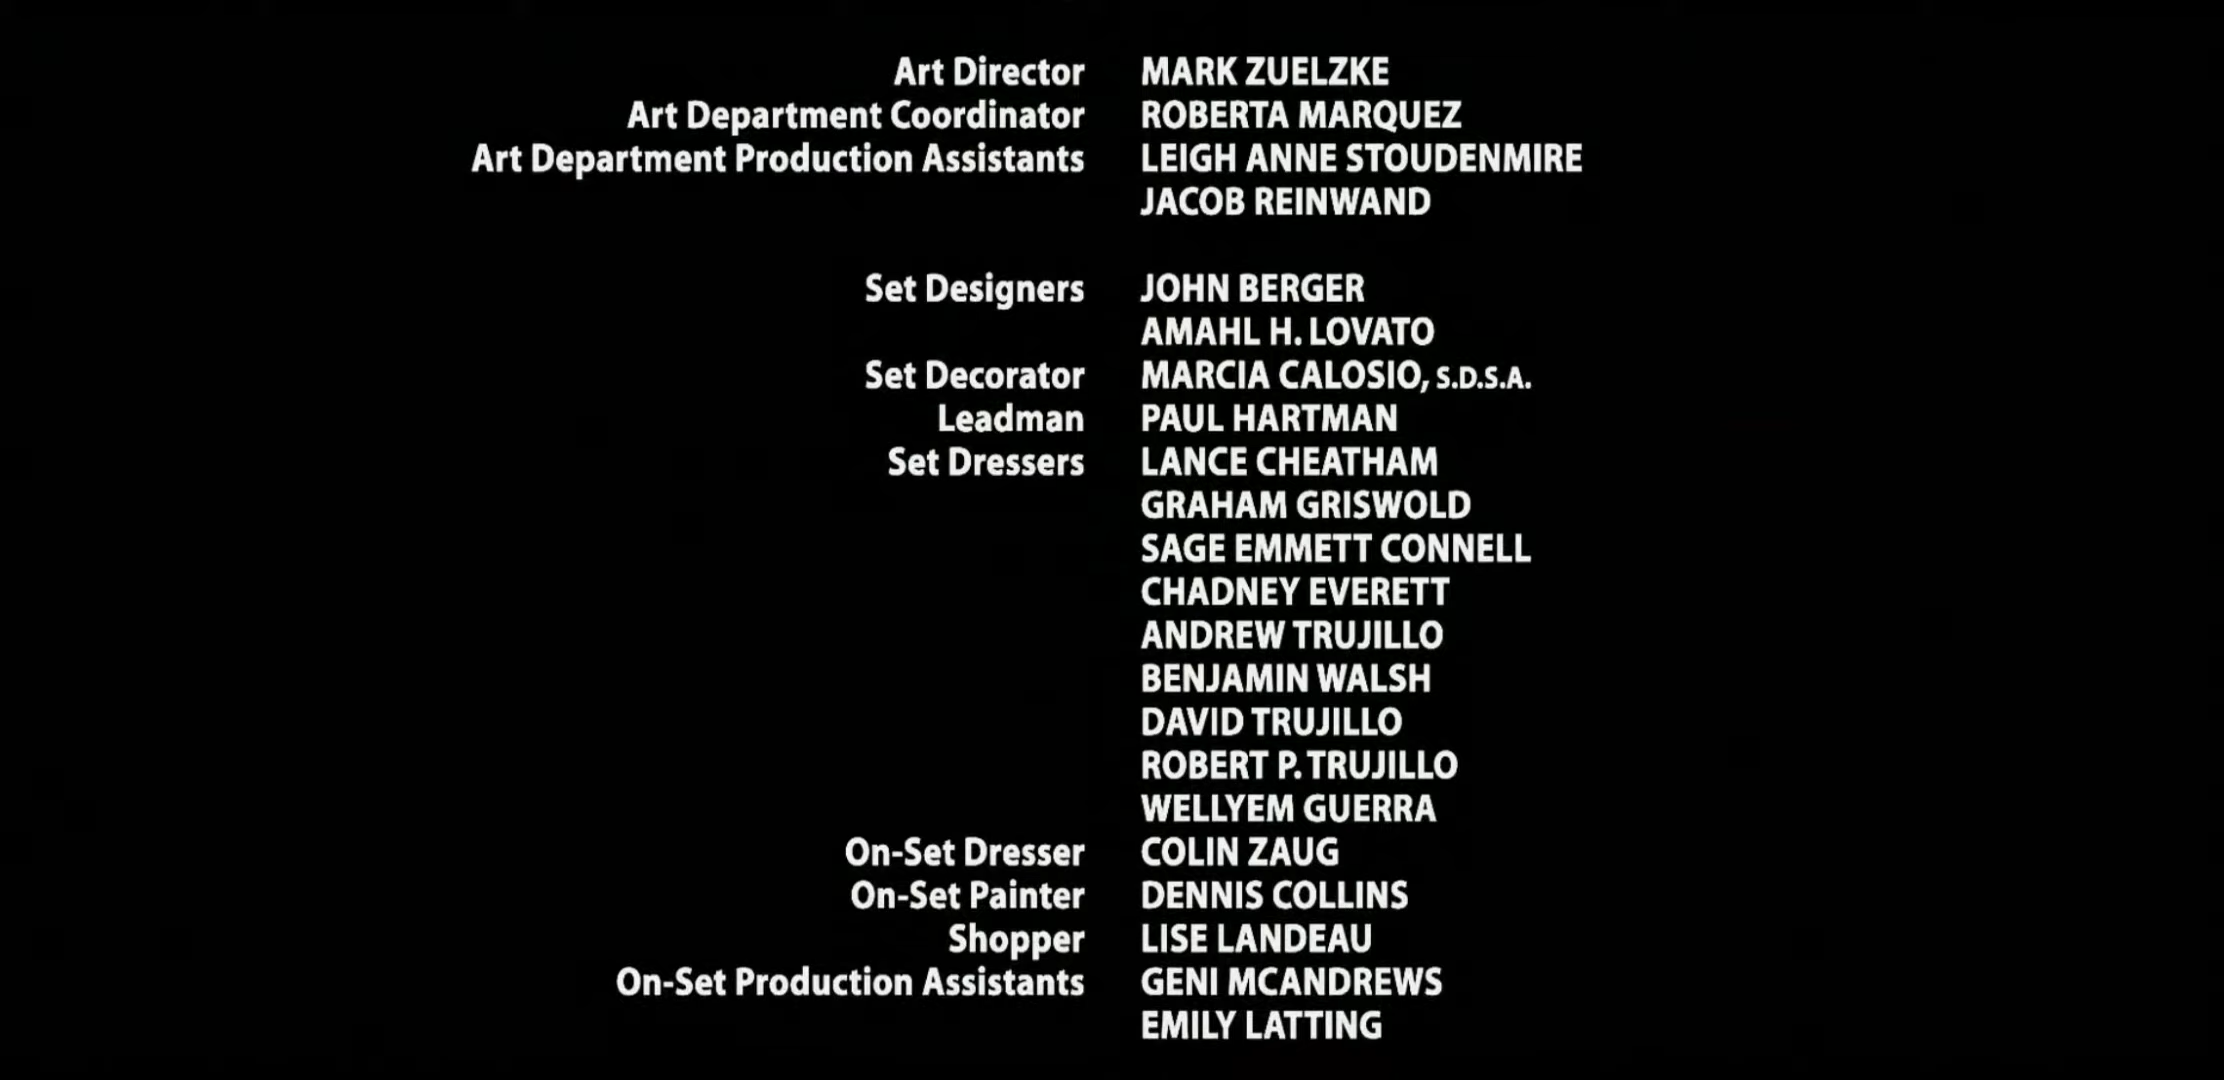 Art Director MARK ZUELZKE
Art Department Coordinator ROBERTA MARQUEZ
Art Department Production Assistants LEIGH ANNE STOUDENMIRE
JACOB REINWAND
Set Designers JOHN BERGER
AMAHL H. LOVATO
Set Decorator MARCIA CALOSIO, S.D.S.A.
Leadman PAUL HARTMAN
Set Dressers LANCE CHEATHAM
GRAHAM GRISWOLD
SAGE EMMETT CONNELL
CHADNEY EVERETT
ANDREW TRUJILLO
BENJAMIN WALSH
DAVID TRUJILLO
ROBERT P. TRUJILLO
WELLYEM GUERRA
On-Set Dresser COLIN ZAUG
On-Set Painter DENNIS COLLINS
Shopper LISE LANDEAU
On-Set Production Assistants GENI MCANDREWS
EMILY LATTING